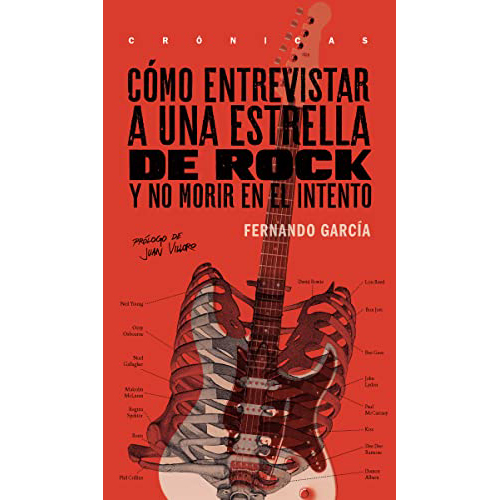 CRÓNICAS
CÓMO ENTREVISTAR
A UNA ESTRELLA
DE ROCK
Y NO MORIR EN EL INTENTO
FERNANDO GARCÍA
PRÓLOGO DE
JUAN VILLORO
David Bowie
Lou Reed
Neil Young
Bon Jovi
Ozzy
Osbourne
Noel
Gallagher
Bee Gees
John
Lydon
Malcolm
McLaren
Paul
McCartney
Regina
Spektor
Bono
Dee Dee
Ramone
Phil Collins
Damon
Albarn